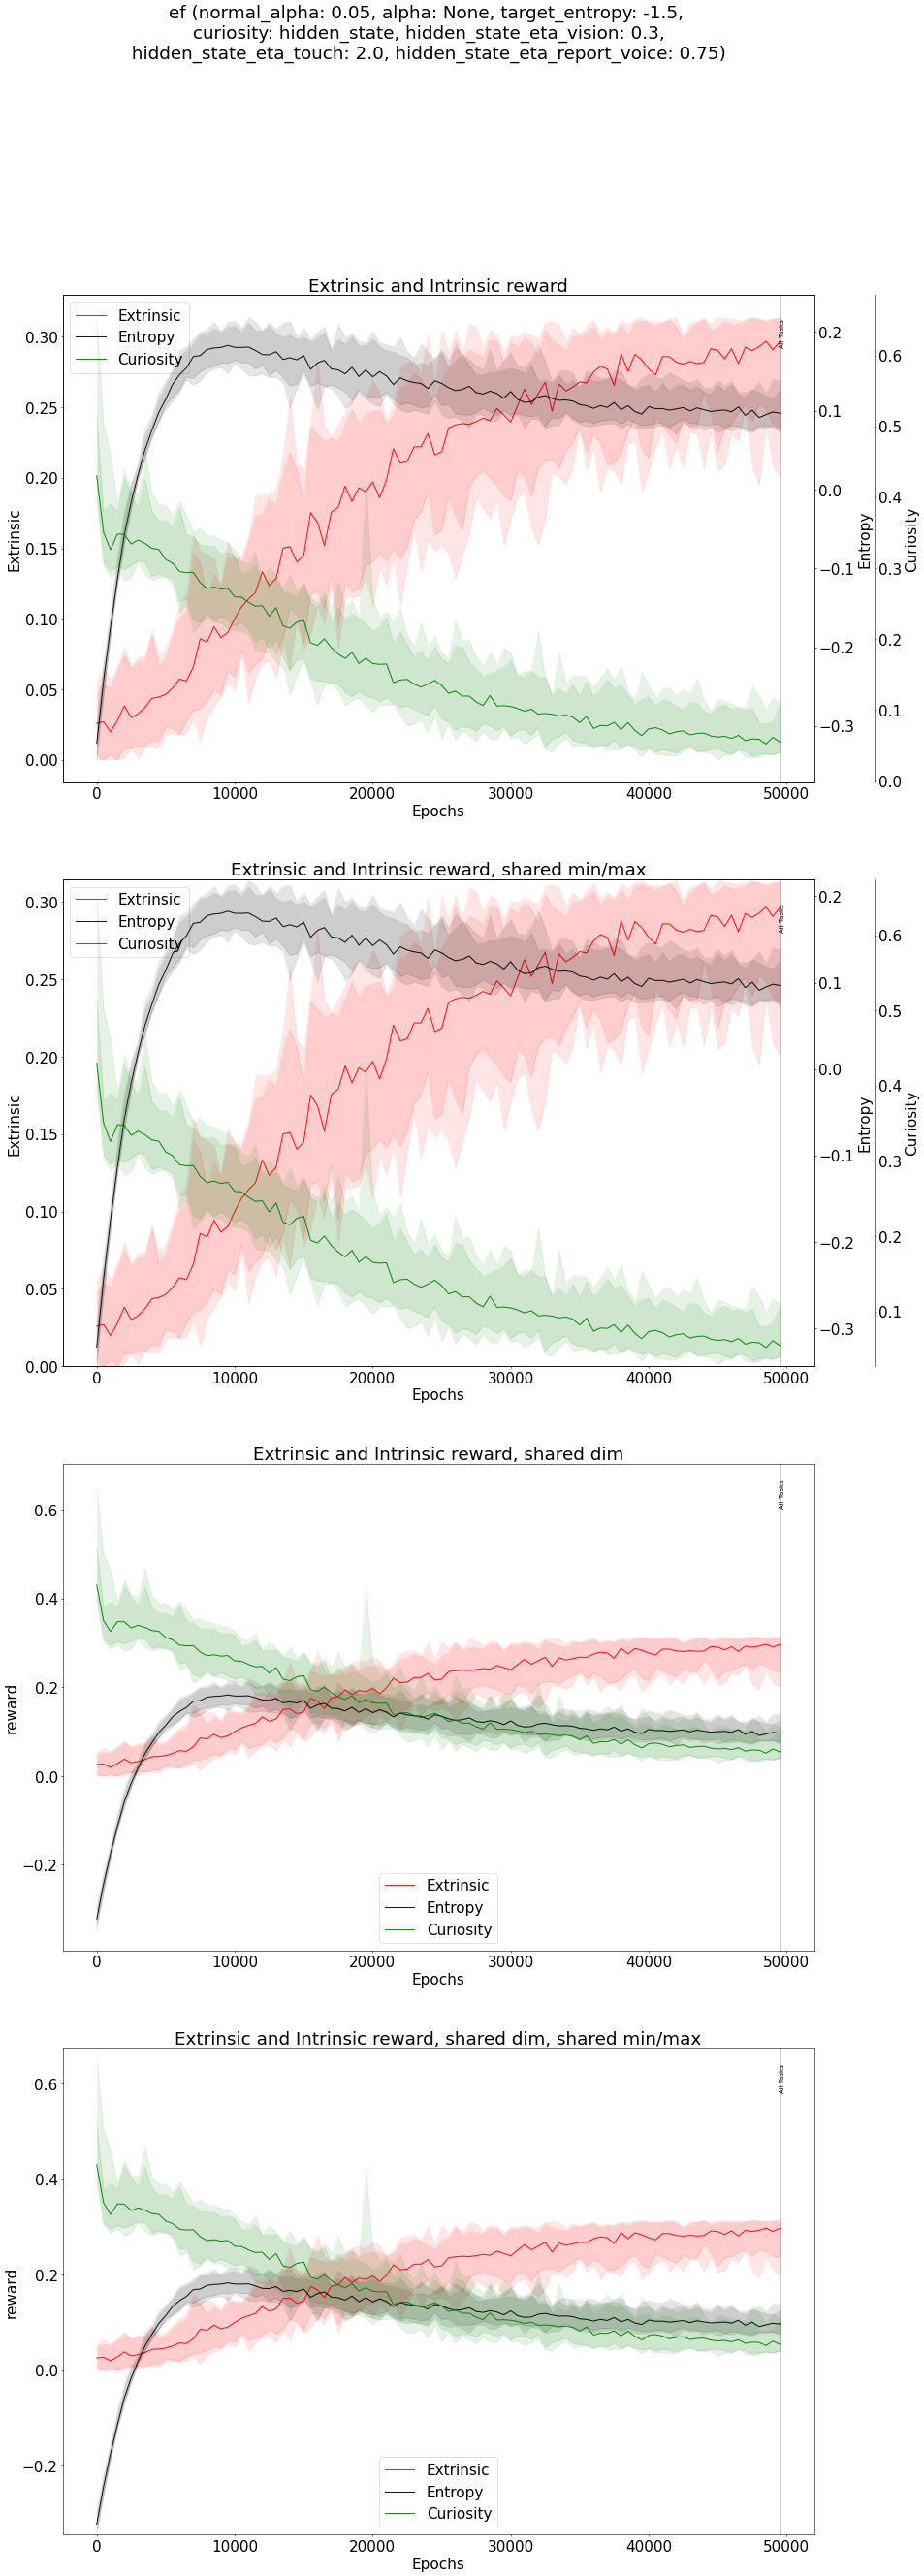 ef (normal_alpha: 0.05, alpha: None, target_entropy: -1.5,
curiosity: hidden_state, hidden_state_eta_vision: 0.3,
hidden_state_eta_touch: 2.0, hidden_state_eta_report_voice: 0.75)
Extrinsic and Intrinsic reward
Extrinsic
Entropy
Curiosity
All Tasks
0.30
0.25
0.20
0.15
0.10
0.05
0.00
Extrinsic
0.2
0.1
0.0
−0.1
−0.2
−0.3
Entropy
0.6
0.5
0.4
0.3
0.2
0.1
0.0
Curiosity
0 10000 20000 30000 40000 50000
Epochs
Extrinsic and Intrinsic reward, shared min/max
Extrinsic
Entropy
Curiosity
All Tasks
0.30
0.25
0.20
0.15
0.10
0.05
0.00
Extrinsic
0.2
0.1
0.0
−0.1
−0.2
−0.3
Entropy
0.6
0.5
0.4
0.3
0.2
0.1
Curiosity
0 10000 20000 30000 40000 50000
Epochs
Extrinsic and Intrinsic reward, shared dim
All Tasks
0.6
0.4
0.2
0.0
−0.2
reward
Extrinsic
Entropy
Curiosity
0 10000 20000 30000 40000 50000
Epochs
Extrinsic and Intrinsic reward, shared dim, shared min/max
All Tasks
0.6
0.4
0.2
0.0
−0.2
reward
Extrinsic
Entropy
Curiosity
0 10000 20000 30000 40000 50000
Epochs